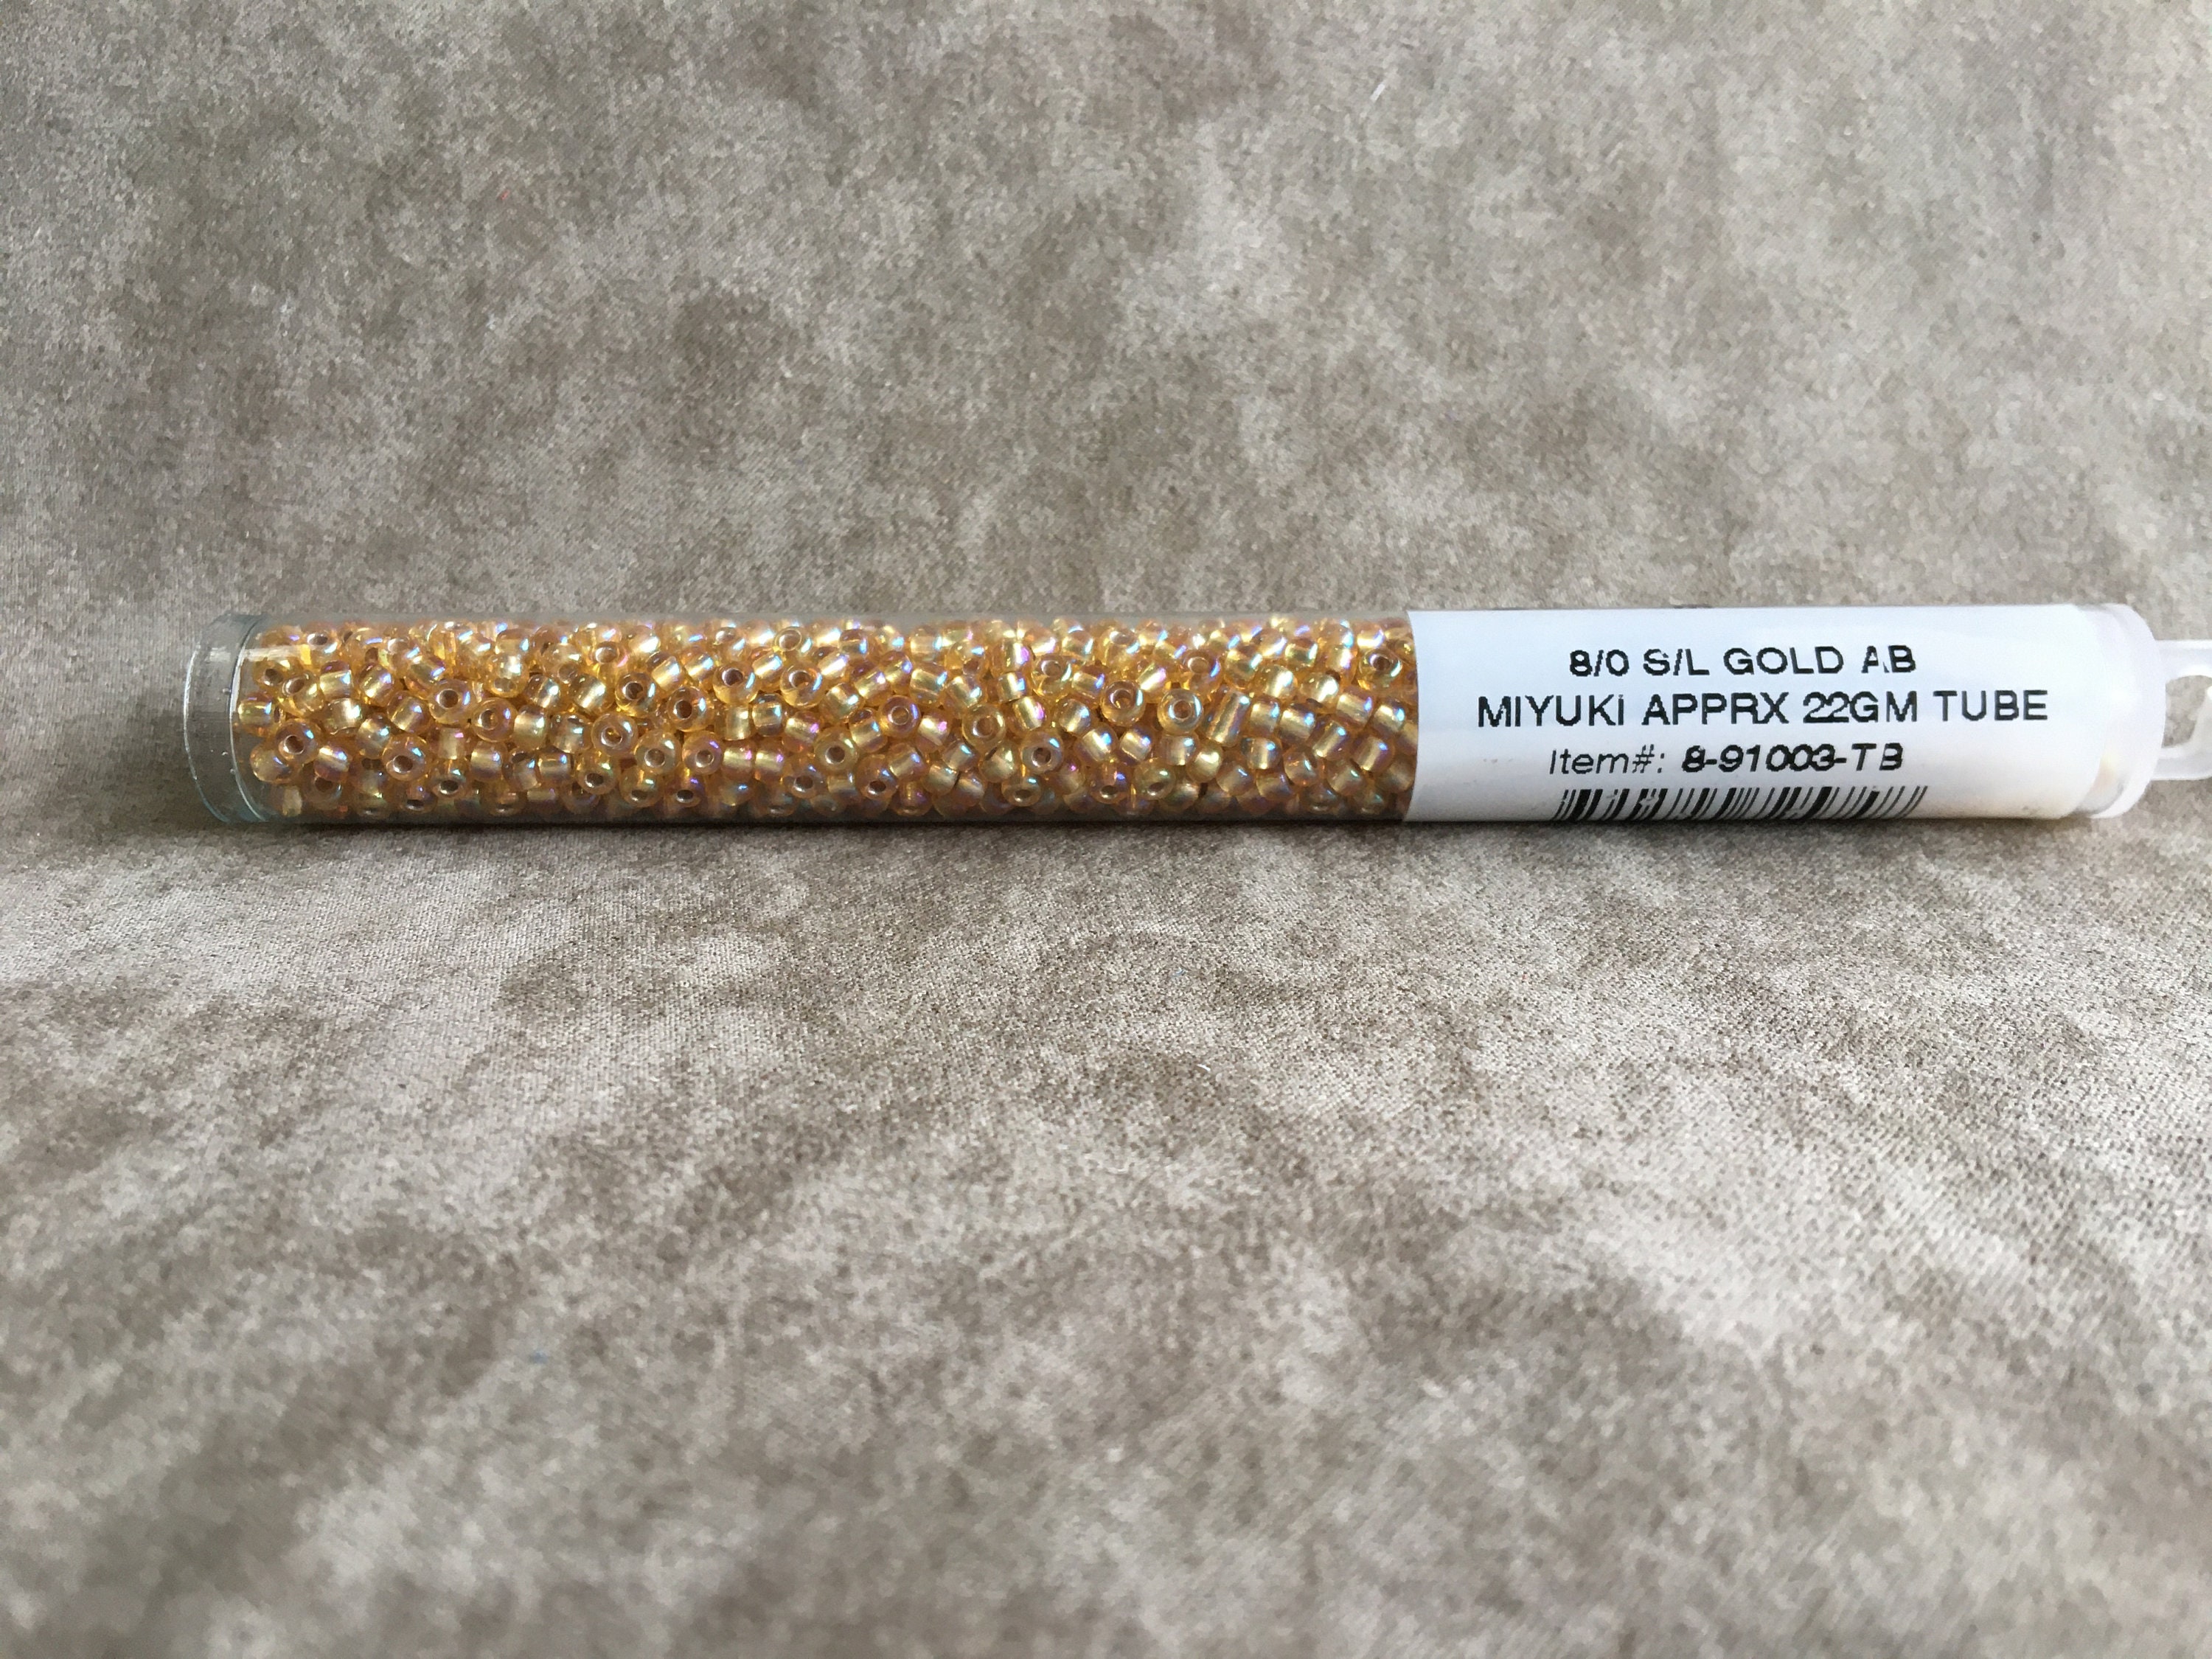 8/0 S/L GOLD AB
MIYUKI APPRX 22GM TUBE
Item#: 8-91003-TB